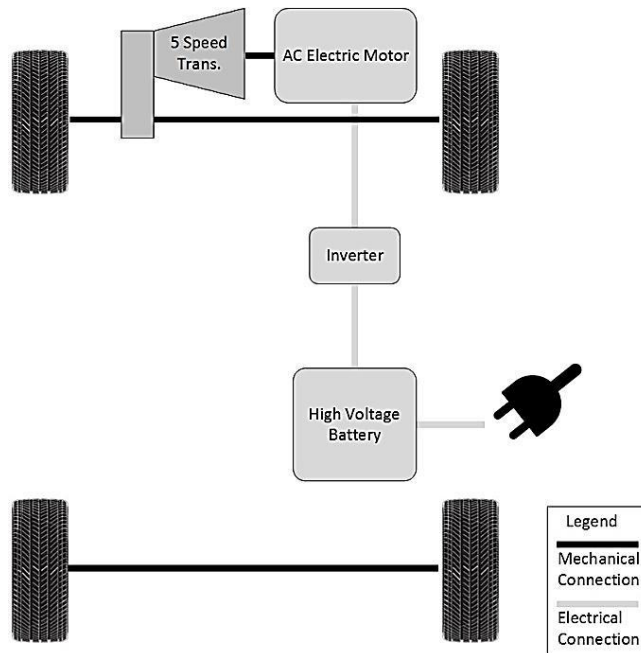 5 Speed
Trans.
AC Electric Motor
Inverter
High Voltage
Battery
Legend
Mechanical
Connection
Electrical
Connection